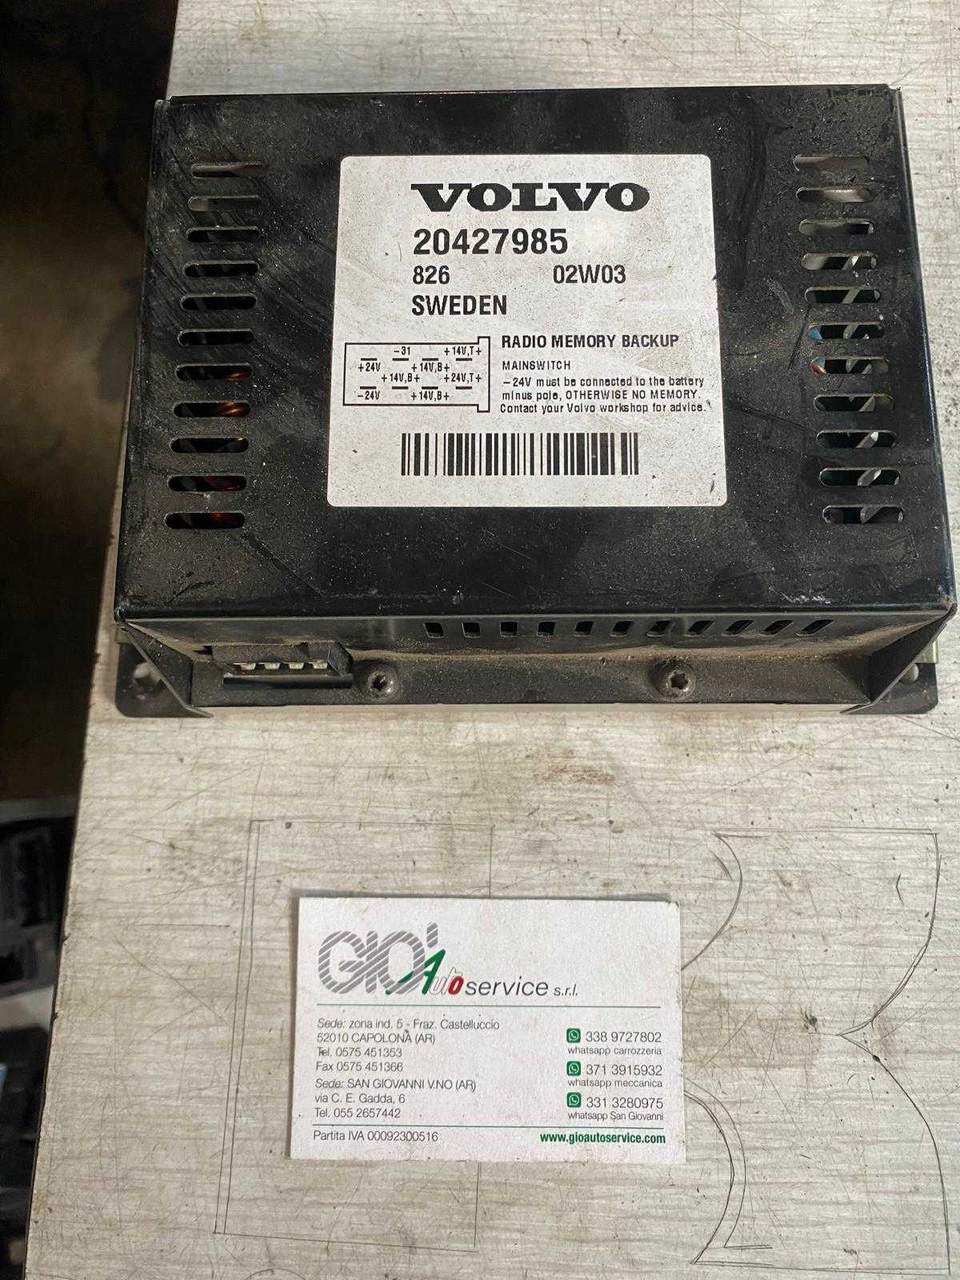 VOLVO
20427985
826 02W03
SWEDEN
RADIO MEMORY BACKUP
-31 +14V,T+
+24V +14V,B+
+14V,B+ +24V,T+
-24V +14V,B+
MAINSWITCH
-24V must be connected to the battery
minus pole, OTHERWISE NO MEMORY.
Contact your Volvo workshop for advice.
GIO' Auto service s.r.l.
Sede: zona ind. 5 - Fraz. Castelluccio
52010 CAPOLONA (AR)
Tel. 0575 451353
Fax 0575 451366
Sede: SAN GIOVANNI V.NO (AR)
via C. E. Gadda, 6
Tel. 055 2657442
338 9727802
whatsapp carrozzeria
371 3915932
whatsapp meccanica
331 3280975
whatsapp San Giovanni
Partita IVA 00092300516
www.gioautoservice.com